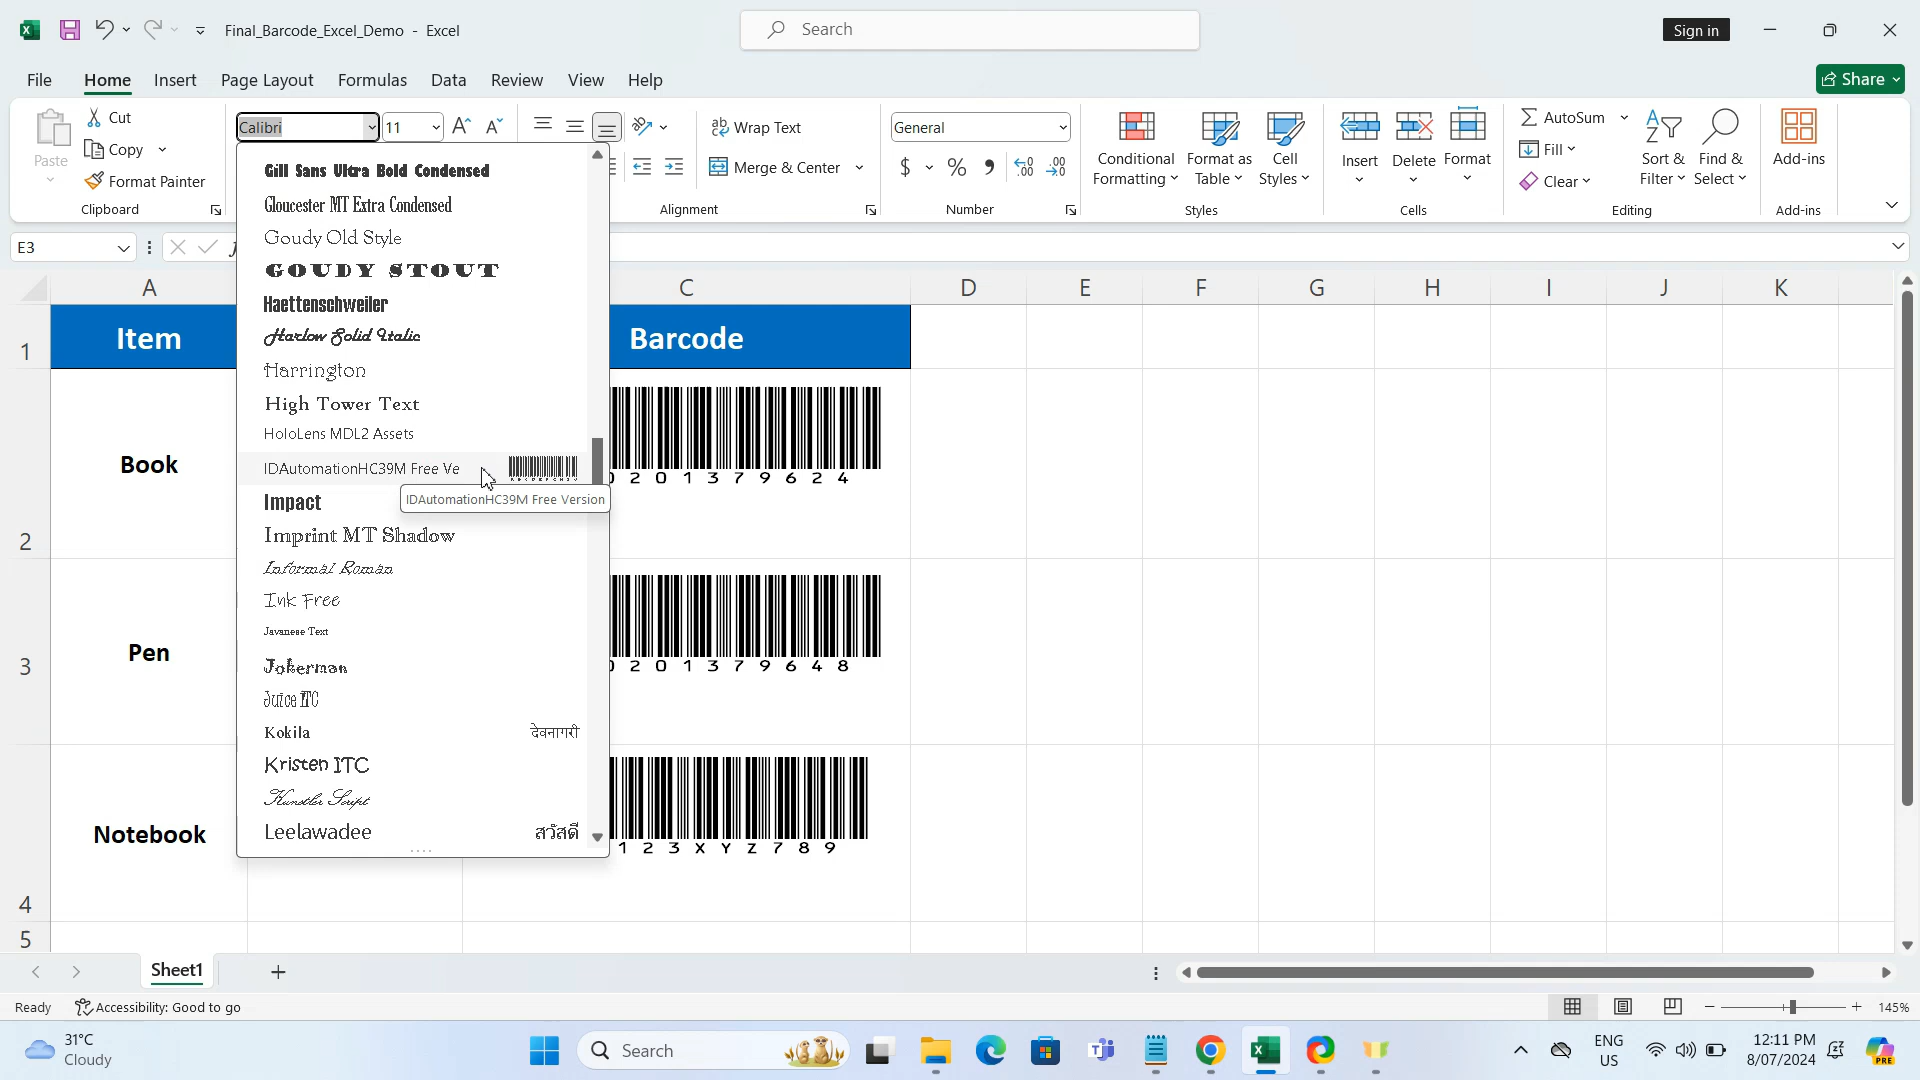 Final_Barcode_Excel_Demo - Excel
Search
Sign in
File Home Insert Page Layout Formulas Data Review View Help
Share
Paste
Cut
Copy
Format Painter
Clipboard
Calibri
11
Wrap Text
Merge & Center
Alignment
General
Number
Conditional Formatting
Format as Table
Cell Styles
Styles
Insert
Delete
Format
Cells
AutoSum
Fill
Clear
Sort & Filter
Find & Select
Editing
Add-ins
Add-ins
E3
Gill Sans Ultra Bold Condensed
Gloucester MT Extra Condensed
Goudy Old Style
GOUDY STOUT
Haettenschweiler
Harlow Solid Italic
Harrington
High Tower Text
HoloLens MDL2 Assets
IDAutomationHC39M Free Ve
IDAutomationHC39M Free Version
Impact
Imprint MT Shadow
Informal Roman
Ink Free
Javanese Text
Jokerman
Juice ITC
Kokila देवनागरी
Kristen ITC
Kunstler Script
Leelawadee สวัสดี
A C D E F G H I J K
1 Item Barcode
2 Book
2 0 1 3 7 9 6 2 4
3 Pen
2 0 1 3 7 9 6 4 8
4 Notebook
1 2 3 X Y Z 7 8 9
5
Sheet1
Ready
Accessibility: Good to go
145%
31°C
Cloudy
Search
ENG
US
12:11 PM
8/07/2024
PRE